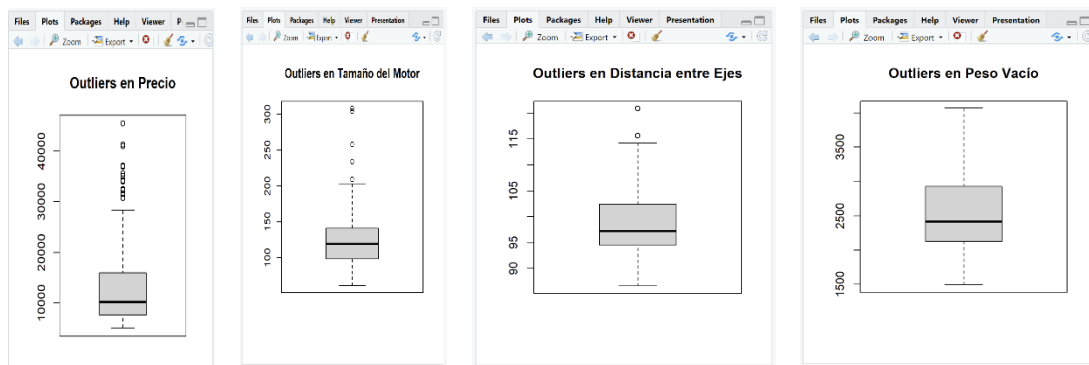 Files Plots Packages Help Viewer P
Zoom Export
Outliers en Precio
40000
30000
20000
10000
Files Plots Packages Help Viewer Presentation
Zoom Export
Outliers en Tamaño del Motor
300
250
200
150
100
Files Plots Packages Help Viewer Presentation
Zoom Export
Outliers en Distancia entre Ejes
115
105
95
90
Files Plots Packages Help Viewer Presentation
Zoom Export
Outliers en Peso Vacío
3500
2500
1500